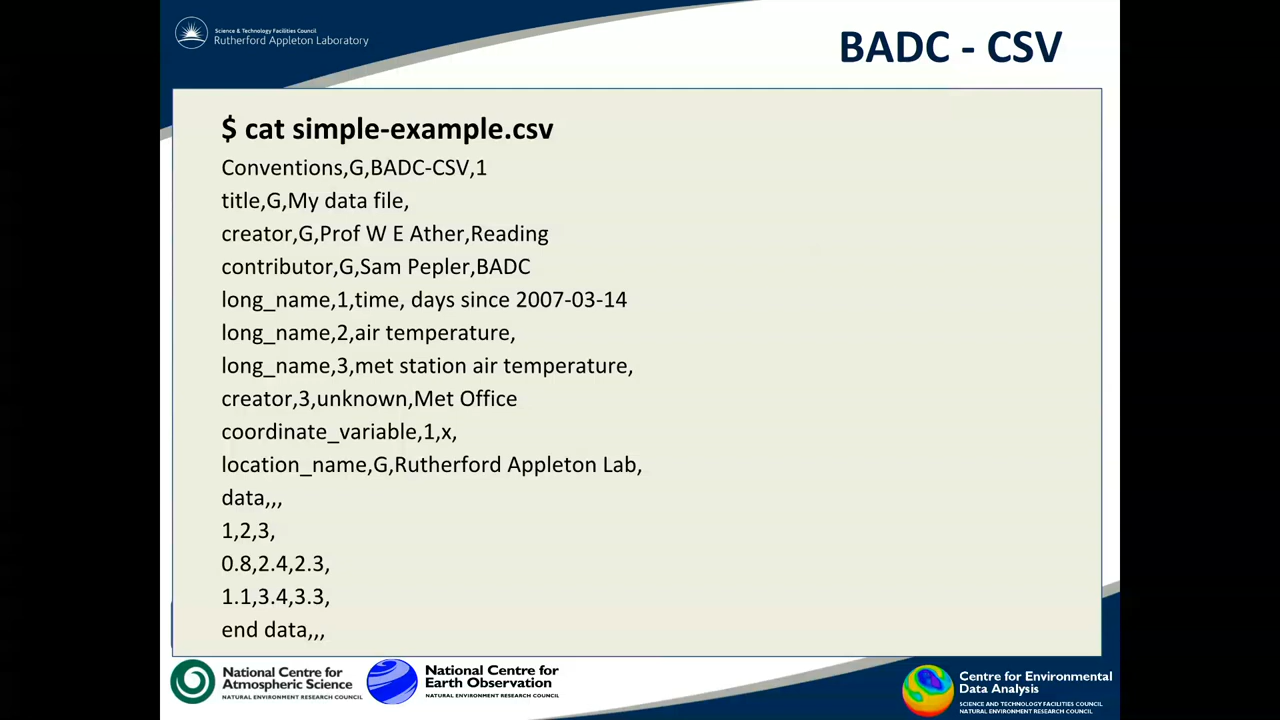 Science & Technology Facilities Council
Rutherford Appleton Laboratory
BADC - CSV
$ cat simple-example.csv
Conventions,G,BADC-CSV,1
title,G,My data file,
creator,G,Prof W E Ather,Reading
contributor,G,Sam Pepler,BADC
long_name,1,time, days since 2007-03-14
long_name,2,air temperature,
long_name,3,met station air temperature,
creator,3,unknown,Met Office
coordinate_variable,1,x,
location_name,G,Rutherford Appleton Lab,
data,,,
1,2,3,
0.8,2.4,2.3,
1.1,3.4,3.3,
end data,,,
National Centre for
Atmospheric Science
NATURAL ENVIRONMENT RESEARCH COUNCIL
National Centre for
Earth Observation
NATURAL ENVIRONMENT RESEARCH COUNCIL
Centre for Environmental
Data Analysis
SCIENCE AND TECHNOLOGY FACILITIES COUNCIL
NATURAL ENVIRONMENT RESEARCH COUNCIL